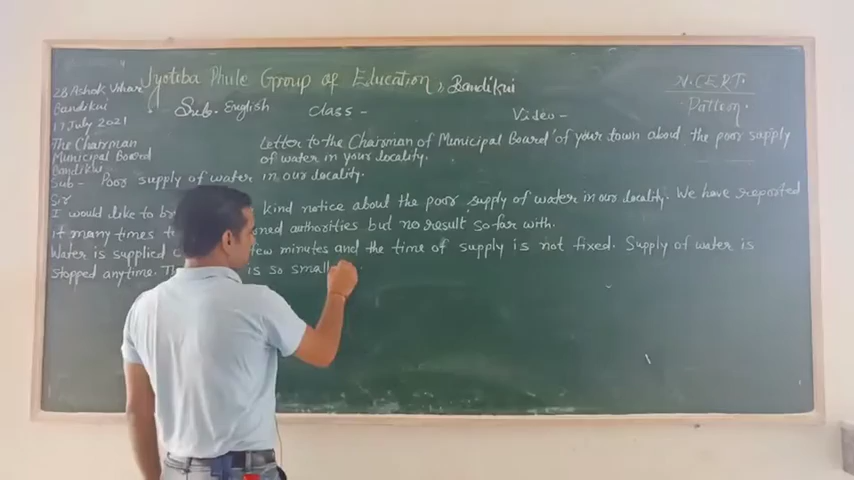 Jyotiba Phule Group of Education, Bandikui
N.C.E.R.T.
Pattern.
Sub. English Class - Video -
28 Ashok Vihar
Bandikui
17 July 2021
The Chairman
Municipal Board
Bandikui
Letter to the Chairman of Municipal Board of your town about the poor supply
of water in your locality.
Sub - Poor supply of water in our locality.
Sir
I would like to kind notice about the poor supply of water in our locality. We have reported
it many times authorities but no result so far with.
Water is supplied few minutes and the time of supply is not fixed. Supply of water is
stopped anytime. is so small